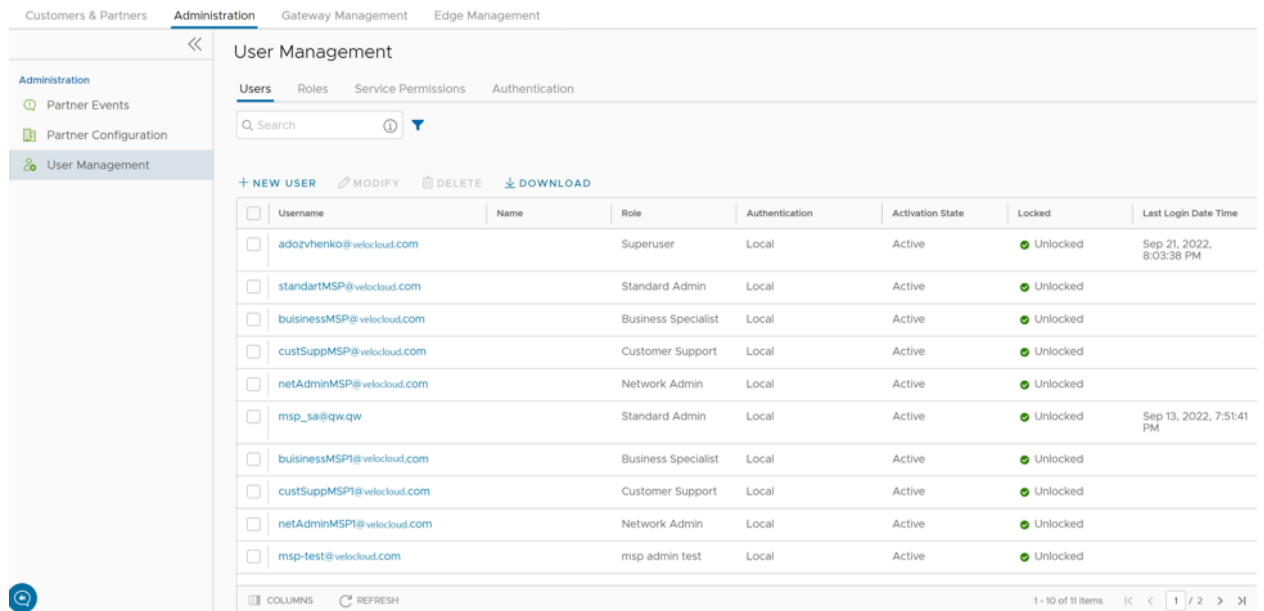 Customers & Partners Administration Gateway Management Edge Management
User Management
Administration
Partner Events
Partner Configuration
User Management
Users Roles Service Permissions Authentication
Search
NEW USER MODIFY DELETE DOWNLOAD
Username Name Role Authentication Activation State Locked Last Login Date Time
adozvhenko@velocloud.com Superuser Local Active Unlocked Sep 21, 2022,
8:03:38 PM
standartMSP@velocloud.com Standard Admin Local Active Unlocked
buisinessMSP@velocloud.com Business Specialist Local Active Unlocked
custSuppMSP@velocloud.com Customer Support Local Active Unlocked
netAdminMSP@velocloud.com Network Admin Local Active Unlocked
msp_sa@qw.qw Standard Admin Local Active Unlocked Sep 13, 2022, 7:51:41
PM
buisinessMSP1@velocloud.com Business Specialist Local Active Unlocked
custSuppMSP1@velocloud.com Customer Support Local Active Unlocked
netAdminMSP1@velocloud.com Network Admin Local Active Unlocked
msp-test@velocloud.com msp admin test Local Active Unlocked
COLUMNS REFRESH 1 - 10 of 11 items 1 / 2